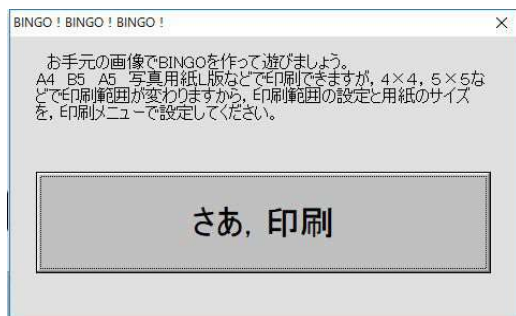 BINGO！BINGO！BINGO！
お手元の画像でBINGOを作って遊びましょう。
A4　B5　A5　写真用紙L版などで印刷できますが，4×4，5×5な
どで印刷範囲が変わりますから，印刷範囲の設定と用紙のサイズ
を，印刷メニューで設定してください。
さあ，印刷